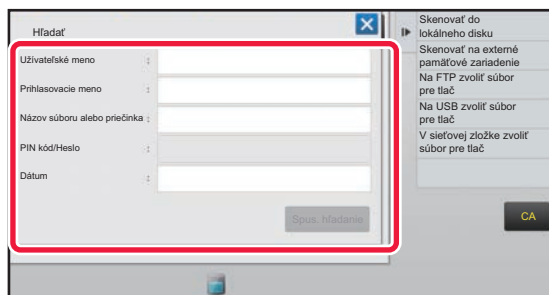 Hľadať
Užívateľské meno :
Prihlasovacie meno :
Názov súboru alebo priečinka :
PIN kód/Heslo :
Dátum :
Spus. hľadanie
Skenovať do
lokálneho disku
Skenovať na externé
pamäťové zariadenie
Na FTP zvoliť súbor
pre tlač
Na USB zvoliť súbor
pre tlač
V sieťovej zložke zvoliť
súbor pre tlač
CA